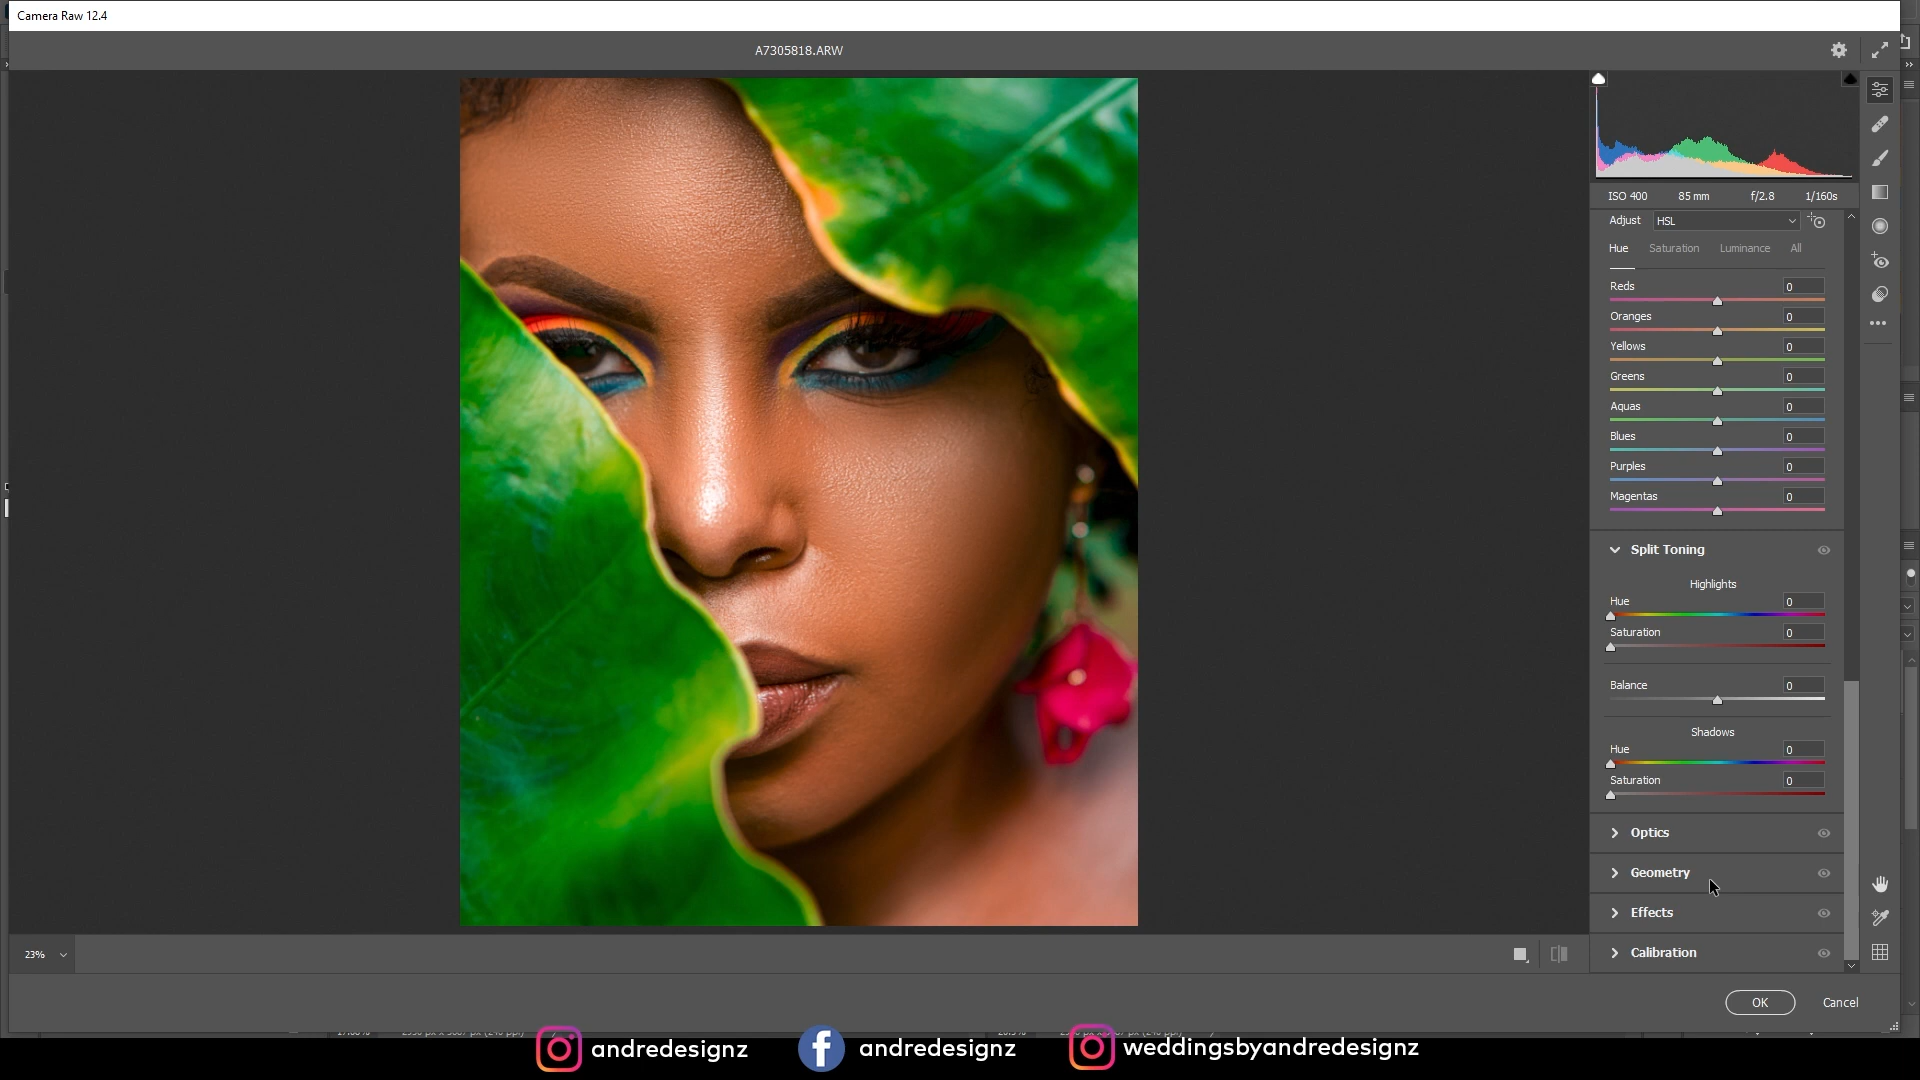 Camera Raw 12.4
A7305818.ARW
ISO 400 85 mm f/2.8 1/160s
Adjust HSL
Hue Saturation Luminance All
Reds 0
Oranges 0
Yellows 0
Greens 0
Aquas 0
Blues 0
Purples 0
Magentas 0
Split Toning
Highlights
Hue 0
Saturation 0
Balance 0
Shadows
Hue 0
Saturation 0
Optics
Geometry
Effects
Calibration
23%
OK Cancel
andredesignz andredesignz weddingsbyandredesignz